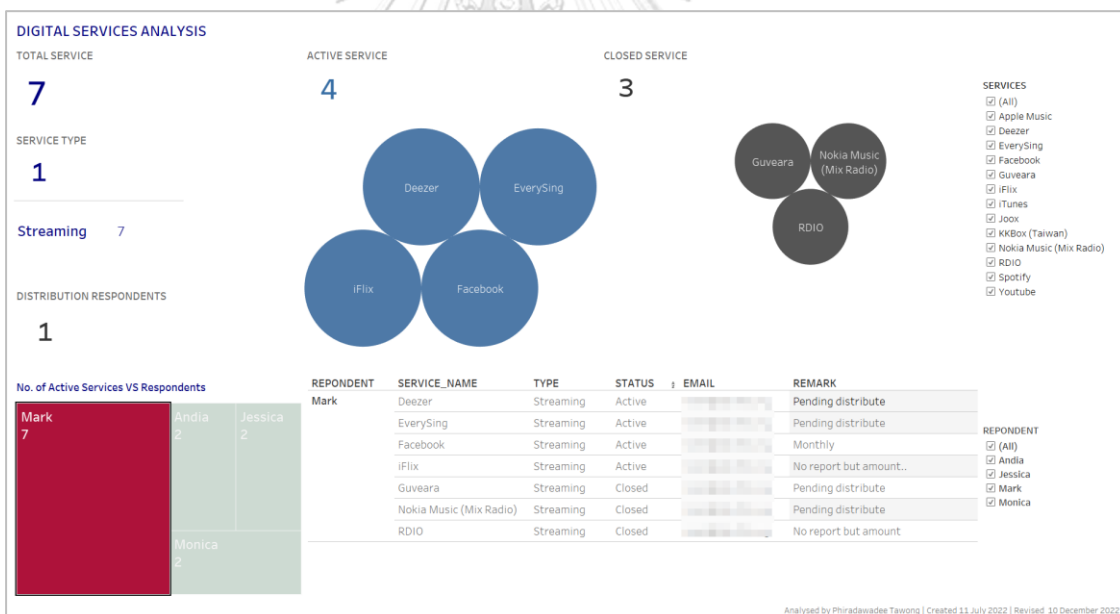 DIGITAL SERVICES ANALYSIS
TOTAL SERVICE
7
SERVICE TYPE
1
Streaming 7
DISTRIBUTION RESPONDENTS
1
ACTIVE SERVICE
4
Deezer
EverySing
iFlix
Facebook
CLOSED SERVICE
3
Guveara
Nokia Music
(Mix Radio)
RDIO
SERVICES
(All)
Apple Music
Deezer
EverySing
Facebook
Guveara
iFlix
iTunes
Joox
KKBox (Taiwan)
Nokia Music (Mix Radio)
RDIO
Spotify
Youtube
No. of Active Services VS Respondents
Mark
7
Andia
2
Jessica
2
Monica
2
REPONDENT SERVICE_NAME TYPE STATUS EMAIL REMARK
Mark Deezer Streaming Active Pending distribute
EverySing Streaming Active Pending distribute
Facebook Streaming Active Monthly
iFlix Streaming Active No report but amount..
Guveara Streaming Closed Pending distribute
Nokia Music (Mix Radio) Streaming Closed Pending distribute
RDIO Streaming Closed No report but amount
REPONDENT
(All)
Andia
Jessica
Mark
Monica
Analysed by Phiradawadee Tawong | Created 11 July 2022 | Revised 10 December 2023